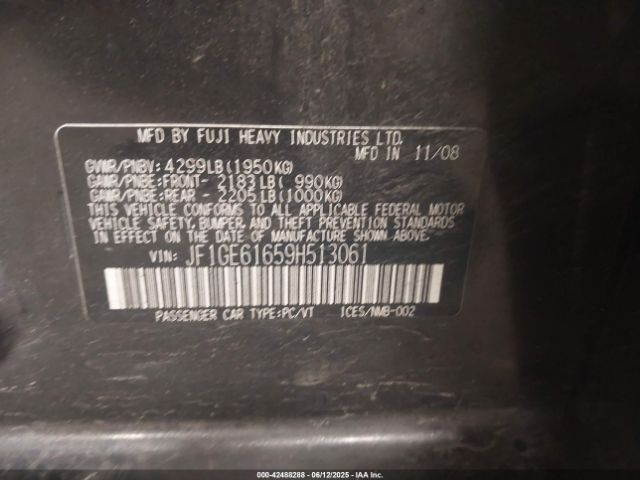 MFD BY FUJI HEAVY INDUSTRIES LTD.
MFD IN 11/08
GVWR/PNBV: 4299LB(1950KG)
GAWR/PNBE:FRONT- 2183LB( 990KG)
GAWR/PNBE:REAR - 2205LB(1000KG)
THIS VEHICLE CONFORMS TO ALL APPLICABLE FEDERAL MOTOR
VEHICLE SAFETY, BUMPER, AND THEFT PREVENTION STANDARDS
IN EFFECT ON THE DATE OF MANUFACTURE SHOWN ABOVE.
VIN: JF1GE61659H513061
PASSENGER CAR TYPE:PC/VT ICES/NMB-002
000-42488288 - 06/12/2025 - IAA Inc.